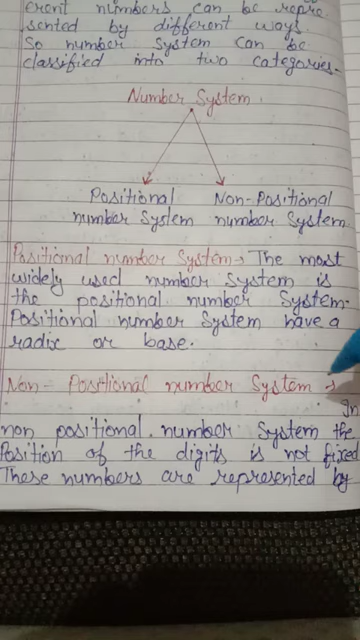 erent numbers can be repre-
sented by different ways.
So number System can be
classified into two categories-
Number System
Positional Non-Positional
number System number System
Positional number System→ The most
widely used number System is
the positional number System.
Positional number System have a
radix or base.
Non- Positional number System →
In
non positional number System the
Position of the digits is not fixed
These numbers are represented by